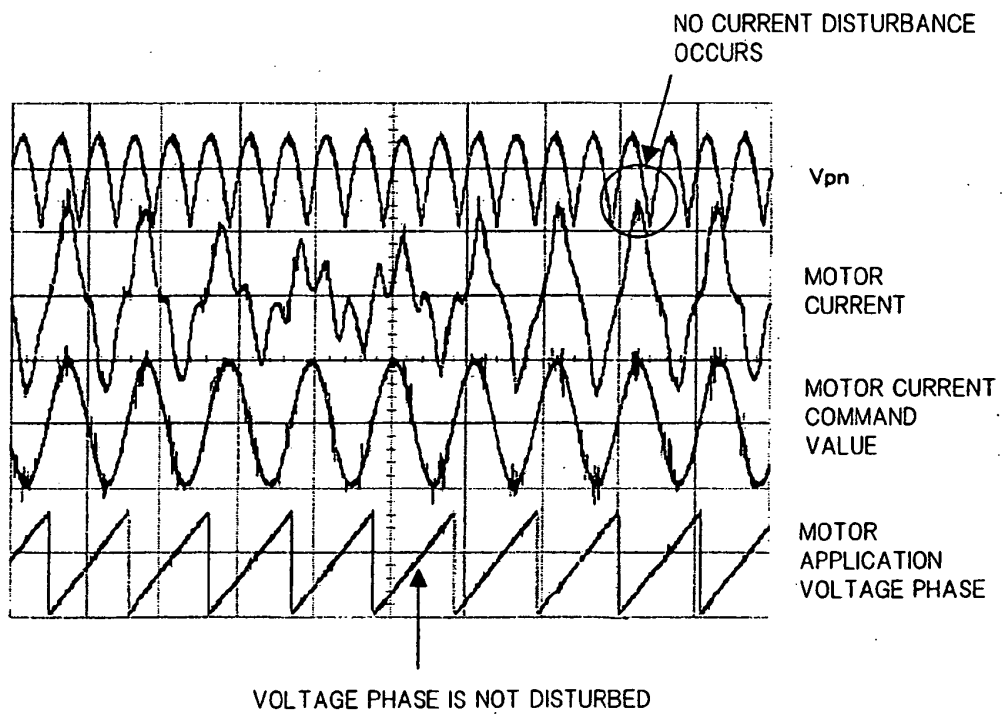 NO CURRENT DISTURBANCE
OCCURS
Vpn
MOTOR
CURRENT
MOTOR CURRENT
COMMAND
VALUE
MOTOR
APPLICATION
VOLTAGE PHASE
VOLTAGE PHASE IS NOT DISTURBED